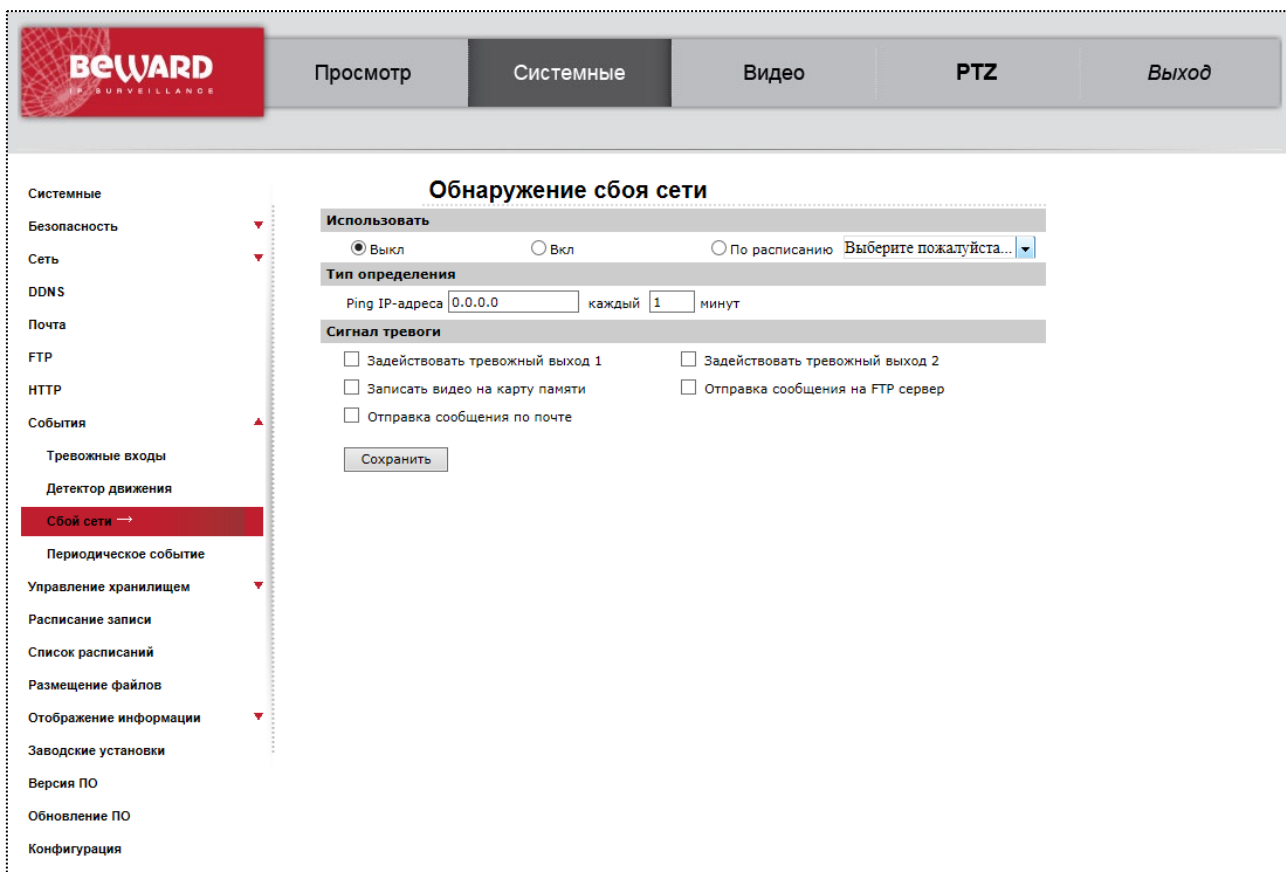 BEWARD
IP SURVEILLANCE
Просмотр
Системные
Видео
PTZ
Выход
Системные
Безопасность
Сеть
DDNS
Почта
FTP
HTTP
События
Тревожные входы
Детектор движения
Сбой сети →
Периодическое событие
Управление хранилищем
Расписание записи
Список расписаний
Размещение файлов
Отображение информации
Заводские установки
Версия ПО
Обновление ПО
Конфигурация
Обнаружение сбоя сети
Использовать
Выкл Вкл По расписанию Выберите пожалуйста...
Тип определения
Ping IP-адреса 0.0.0.0 каждый 1 минут
Сигнал тревоги
Задействовать тревожный выход 1 Задействовать тревожный выход 2
Записать видео на карту памяти Отправка сообщения на FTP сервер
Отправка сообщения по почте
Сохранить